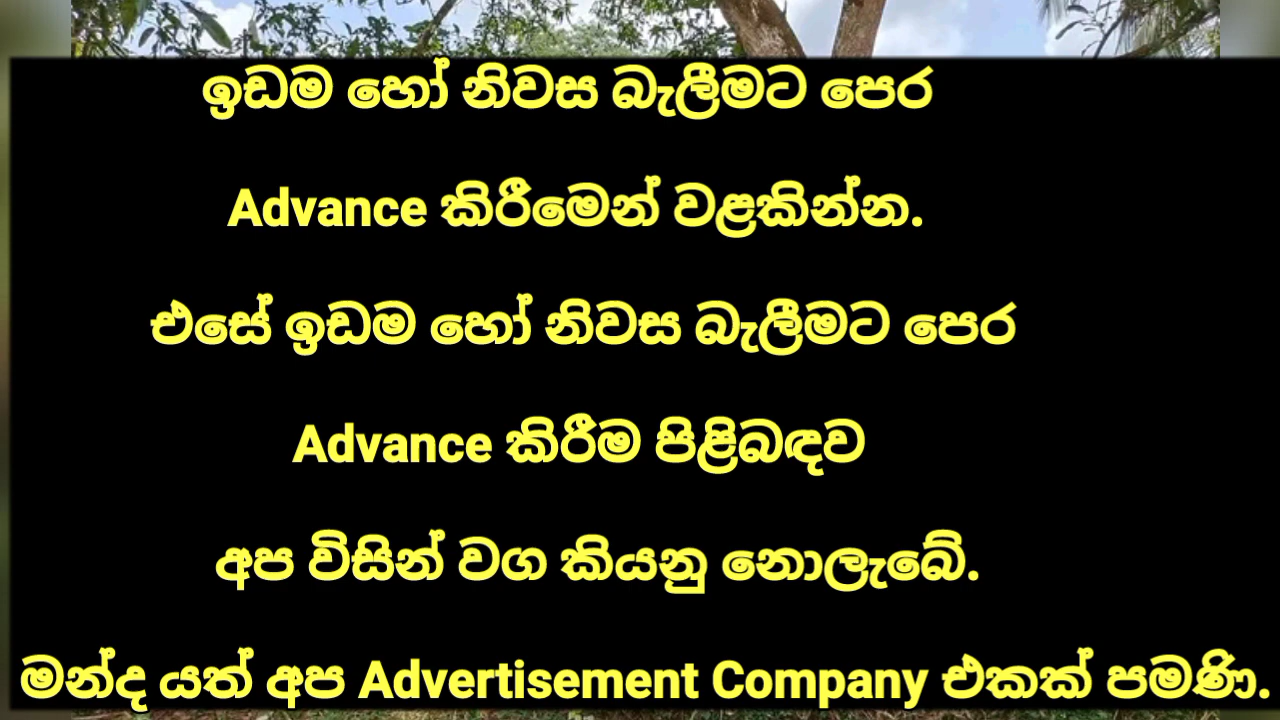 ඉඩම හෝ නිවස බැලීමට පෙර
Advance කිරීමෙන් වළකින්න.
එසේ ඉඩම හෝ නිවස බැලීමට පෙර
Advance කිරීම පිළිබඳව
අප විසින් වග කියනු නොලැබේ.
මන්ද යත් අප Advertisement Company එකක් පමණි.